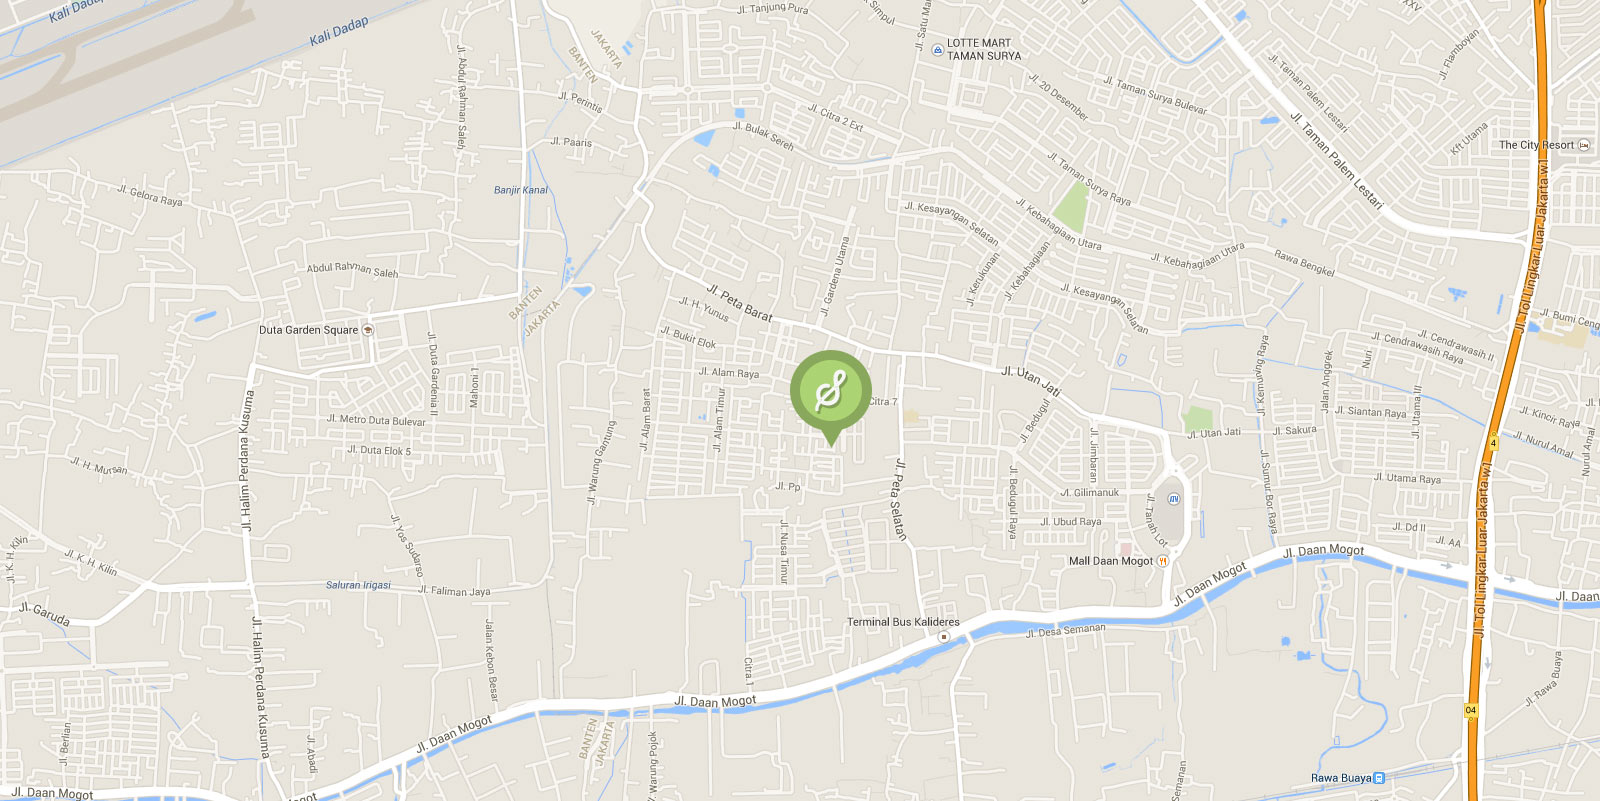 Kali Dadap
Kali Dadap
Jl. Tanjung Pura
JAKARTA
BANTEN
LOTTE MART
TAMAN SURYA
XXV
Jl. Flamboyan
Jl. Abdul Rahman Saleh
Jl. Perintis
Jl. Citra 2 Ext
Jl. 20 Desember
Jl. Taman Surya Bulevar
Jl. Taman Palem Lestari
Jl. Taman Palem Lestari
Kft Utama
The City Resort
Jl. Paaris
Jl. Bulak Sereh
Jl. Taman Surya Raya
Jl. Tol Lingkar Luar Jakarta w.1
Jl. Gelora Raya
Banjir Kanal
Jl. Kesayangan Selatan
Jl. Kebahagiaan Utara
Jl. Kebahagiaan Utara
Rawa Bengkel
Jl. Gardena Utama
Jl. Kerukunan
Jl. Kebahagiaan
Abdul Rahman Saleh
BANTEN
JAKARTA
Jl. Peta Barat
Jl. H. Yunus
Jl. Kesayangan Selatan
Duta Garden Square
Jl. Bukit Elok
Jl. Bumi Ceng
Jl. Cendrawasih II
Jl. Cendrawasih Raya
Jl. Duta Gardenia II
Mahoni 1
Jl. Alam Raya
Jl. Utan Jati
Jl. Kemuning Raya
Jalan Anggrek
Nuri
Jl. Halim Perdana Kusuma
Jl. Metro Duta Bulevar
Jl. Duta Elok 5
Jl. Warung Gantung
Jl. Alam Barat
Jl. Alam Timur
Citra 7
Jl. Bedugul
Jl. Jimbaran
Jl. Utan Jati
Jl. Sakura
Jl. Siantan Raya
Jl. Utama III
Jl. Kincir Raya
Jl. Nurul Amal
Nurul Amal
4
Jl. H. Mursan
Jl. Pp
Jl. Peta Selatan
Jl. Bedugul Raya
Jl. Gilimanuk
Jl. Tanah Lot
Jl. Sumur Bor Raya
Jl. Utama Raya
Jl. Yos Sudarso
Jl. Nusa Timur
Jl. Ubud Raya
Jl. Dd II
Jl. AA
Jl. K. H. Kilin
Jl. K. H. Kilin
Mall Daan Mogot
Jl. Daan Mogot
Jl. Daan Mogot
Jl. Tol Lingkar Luar Jakarta w.1
Jl. Daan
Saluran Irigasi
Jl. Faliman Jaya
Jl. Garuda
Terminal Bus Kalideres
Jl. Desa Semanan
Jl. Halim Perdana Kusuma
Jalan Kebon Besar
Citra 1
Jl. Rawa Buaya
Jl. Daan Mogot
04
Jl. Berlian
Jl. Abadi
Jl. Daan Mogot
BANTEN
JAKARTA
Jl. Warung Pojok
Semanan
Rawa Buaya
Jl. Daan Mogot
Mogot